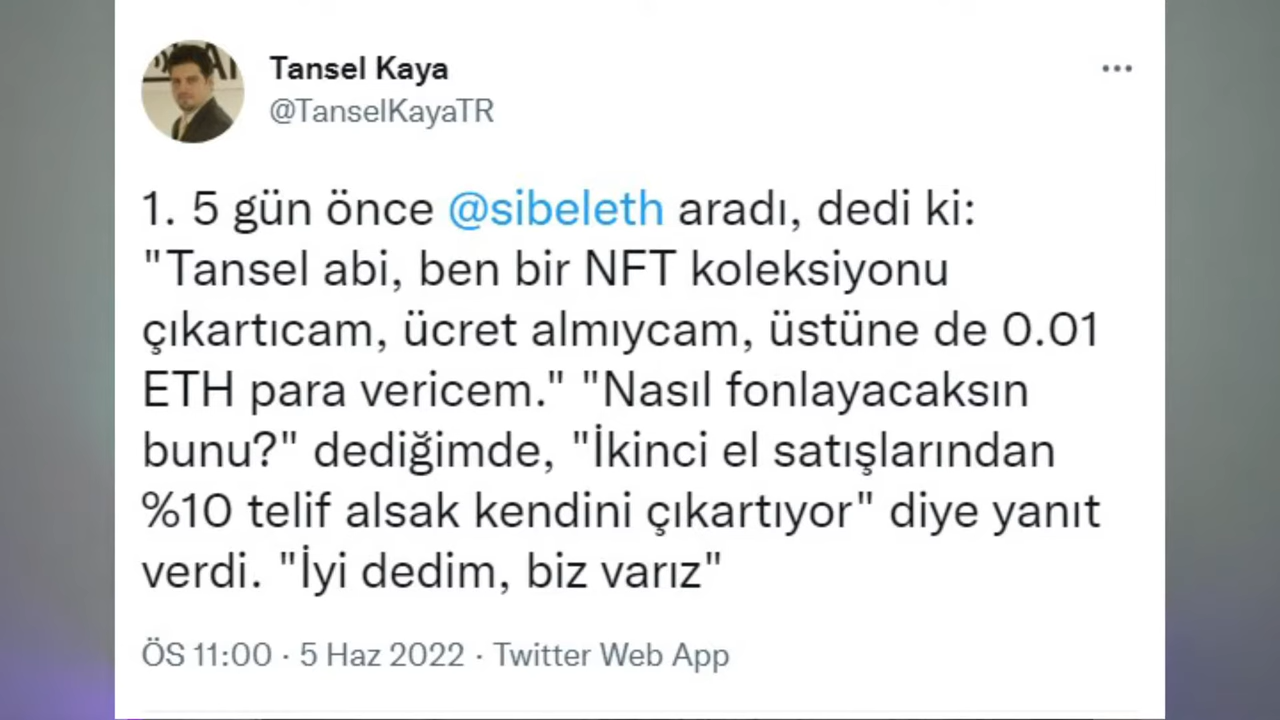 Tansel Kaya
@TanselKayaTR
1. 5 gün önce @sibeleth aradı, dedi ki:
"Tansel abi, ben bir NFT koleksiyonu
çıkartıcam, ücret almıycam, üstüne de 0.01
ETH para vericem." "Nasıl fonlayacaksın
bunu?" dediğimde, "İkinci el satışlarından
%10 telif alsak kendini çıkartıyor" diye yanıt
verdi. "İyi dedim, biz varız"
ÖS 11:00 · 5 Haz 2022 · Twitter Web App